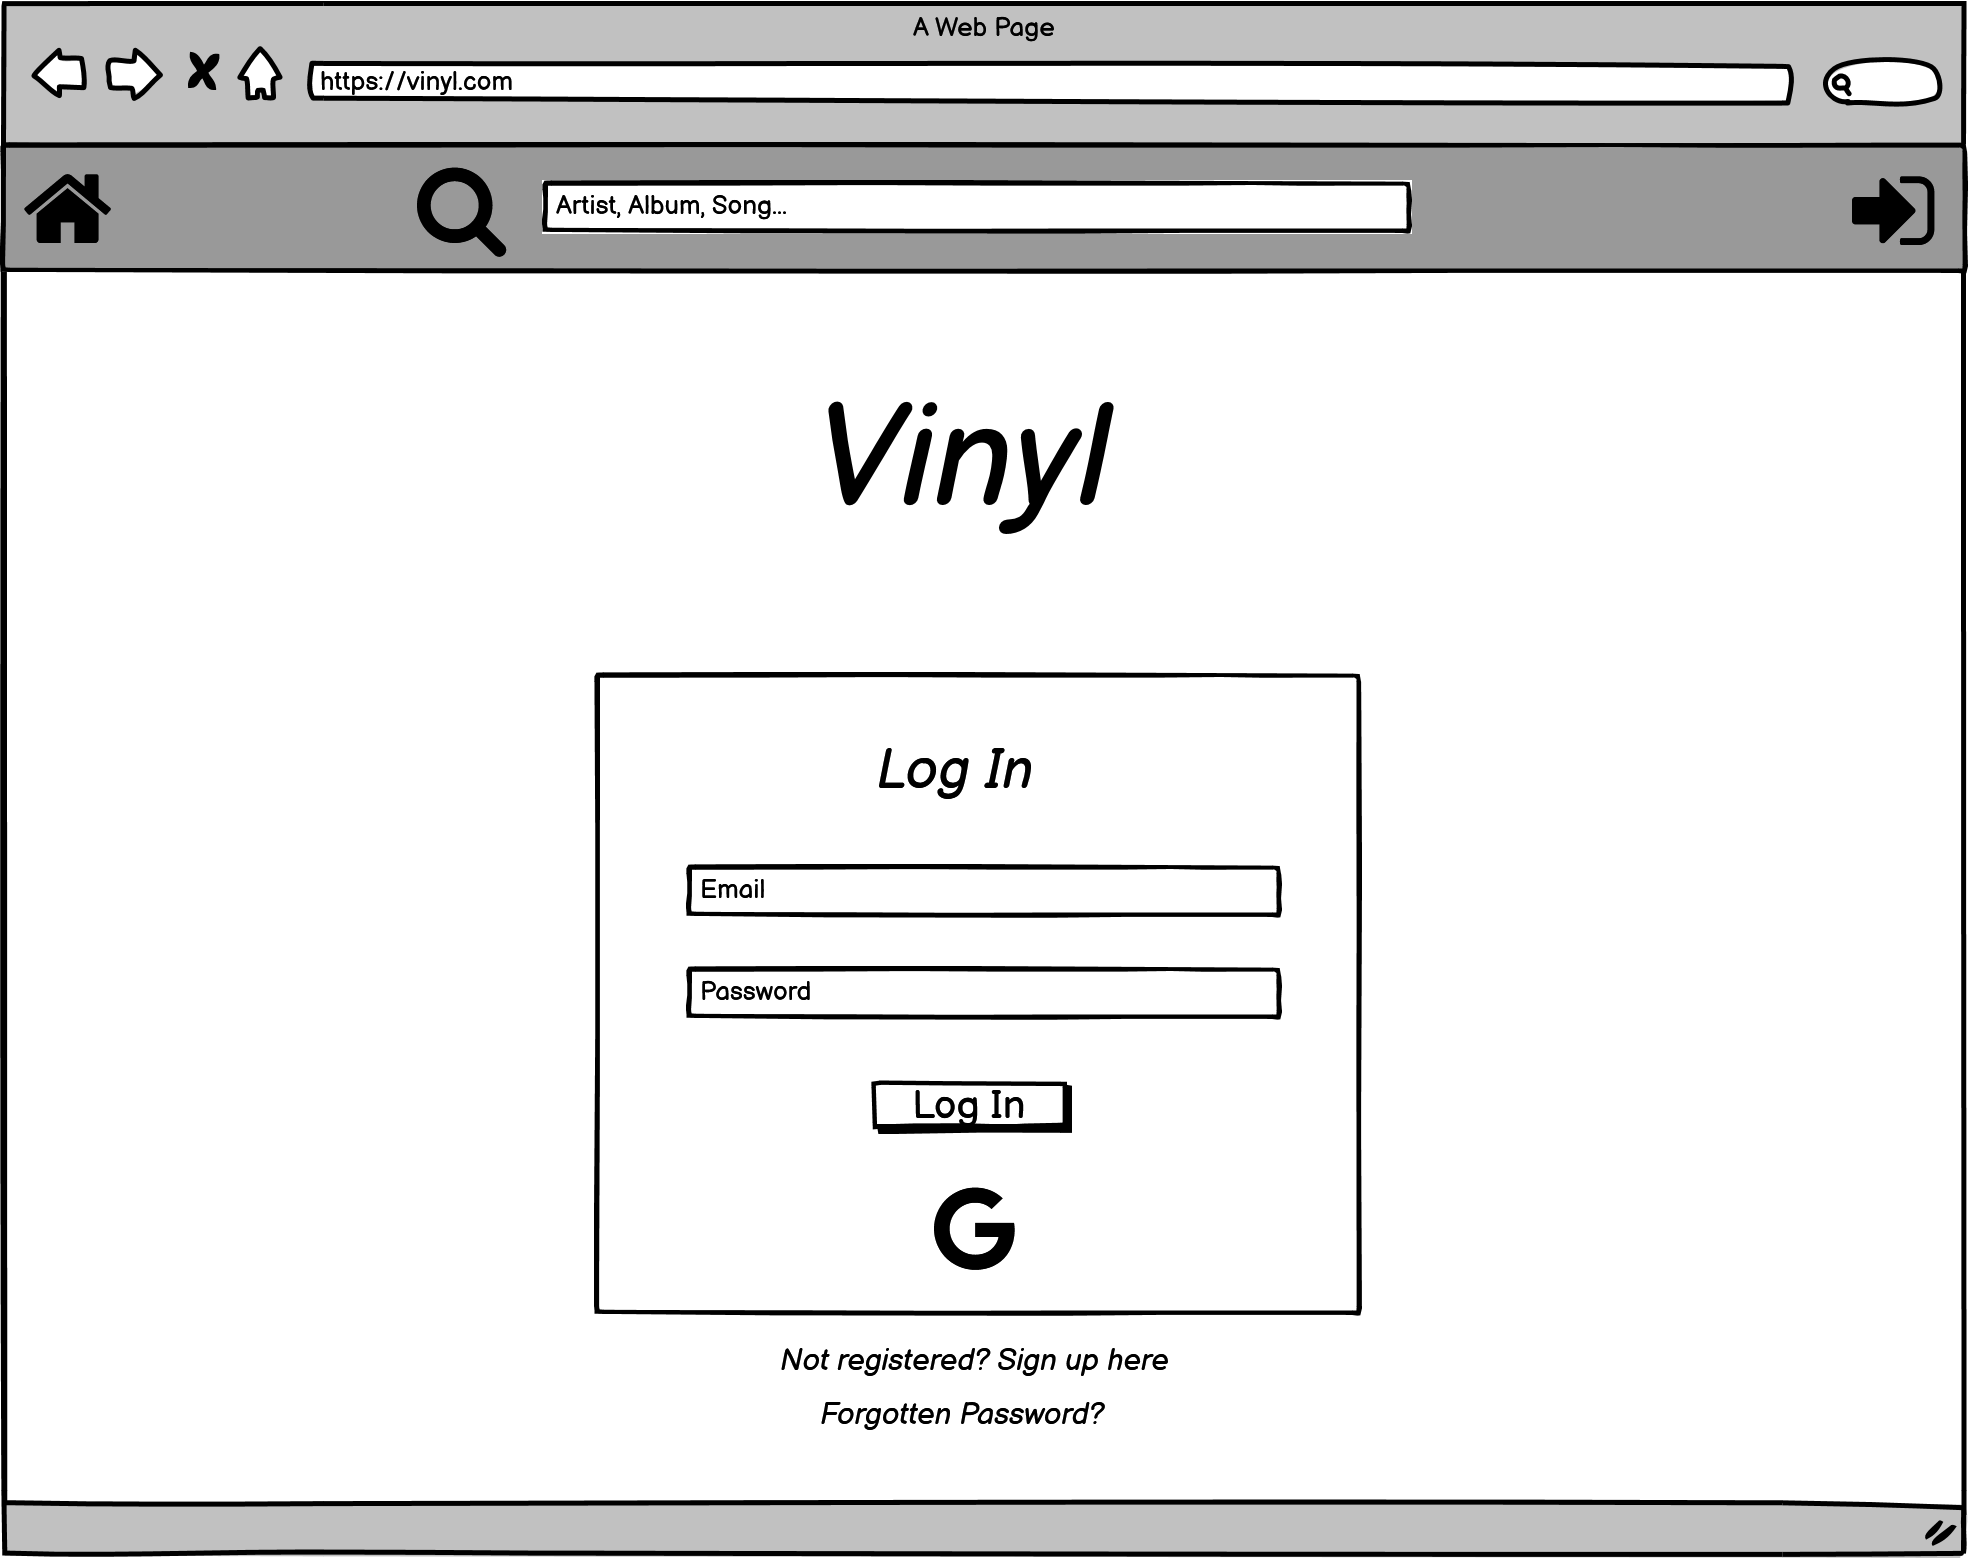 A Web Page
https://vinyl.com
Artist, Album, Song...
Vinyl
Log In
Email
Password
Log In
G
Not registered? Sign up here
Forgotten Password?